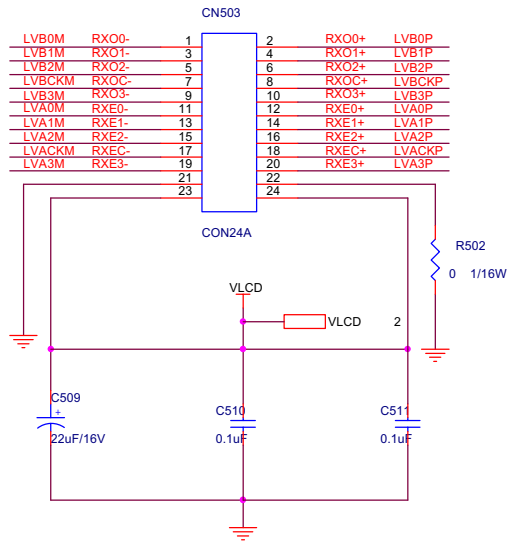 CN503
LVB0M RXO0- 1 2 RXO0+ LVB0P
LVB1M RXO1- 3 4 RXO1+ LVB1P
LVB2M RXO2- 5 6 RXO2+ LVB2P
LVBCKM RXOC- 7 8 RXOC+ LVBCKP
LVB3M RXO3- 9 10 RXO3+ LVB3P
LVA0M RXE0- 11 12 RXE0+ LVA0P
LVA1M RXE1- 13 14 RXE1+ LVA1P
LVA2M RXE2- 15 16 RXE2+ LVA2P
LVACKM RXEC- 17 18 RXEC+ LVACKP
LVA3M RXE3- 19 20 RXE3+ LVA3P
21 22
23 24
CON24A
R502
0 1/16W
VLCD
VLCD 2
C509 C510 C511
+
22uF/16V 0.1uF 0.1uF